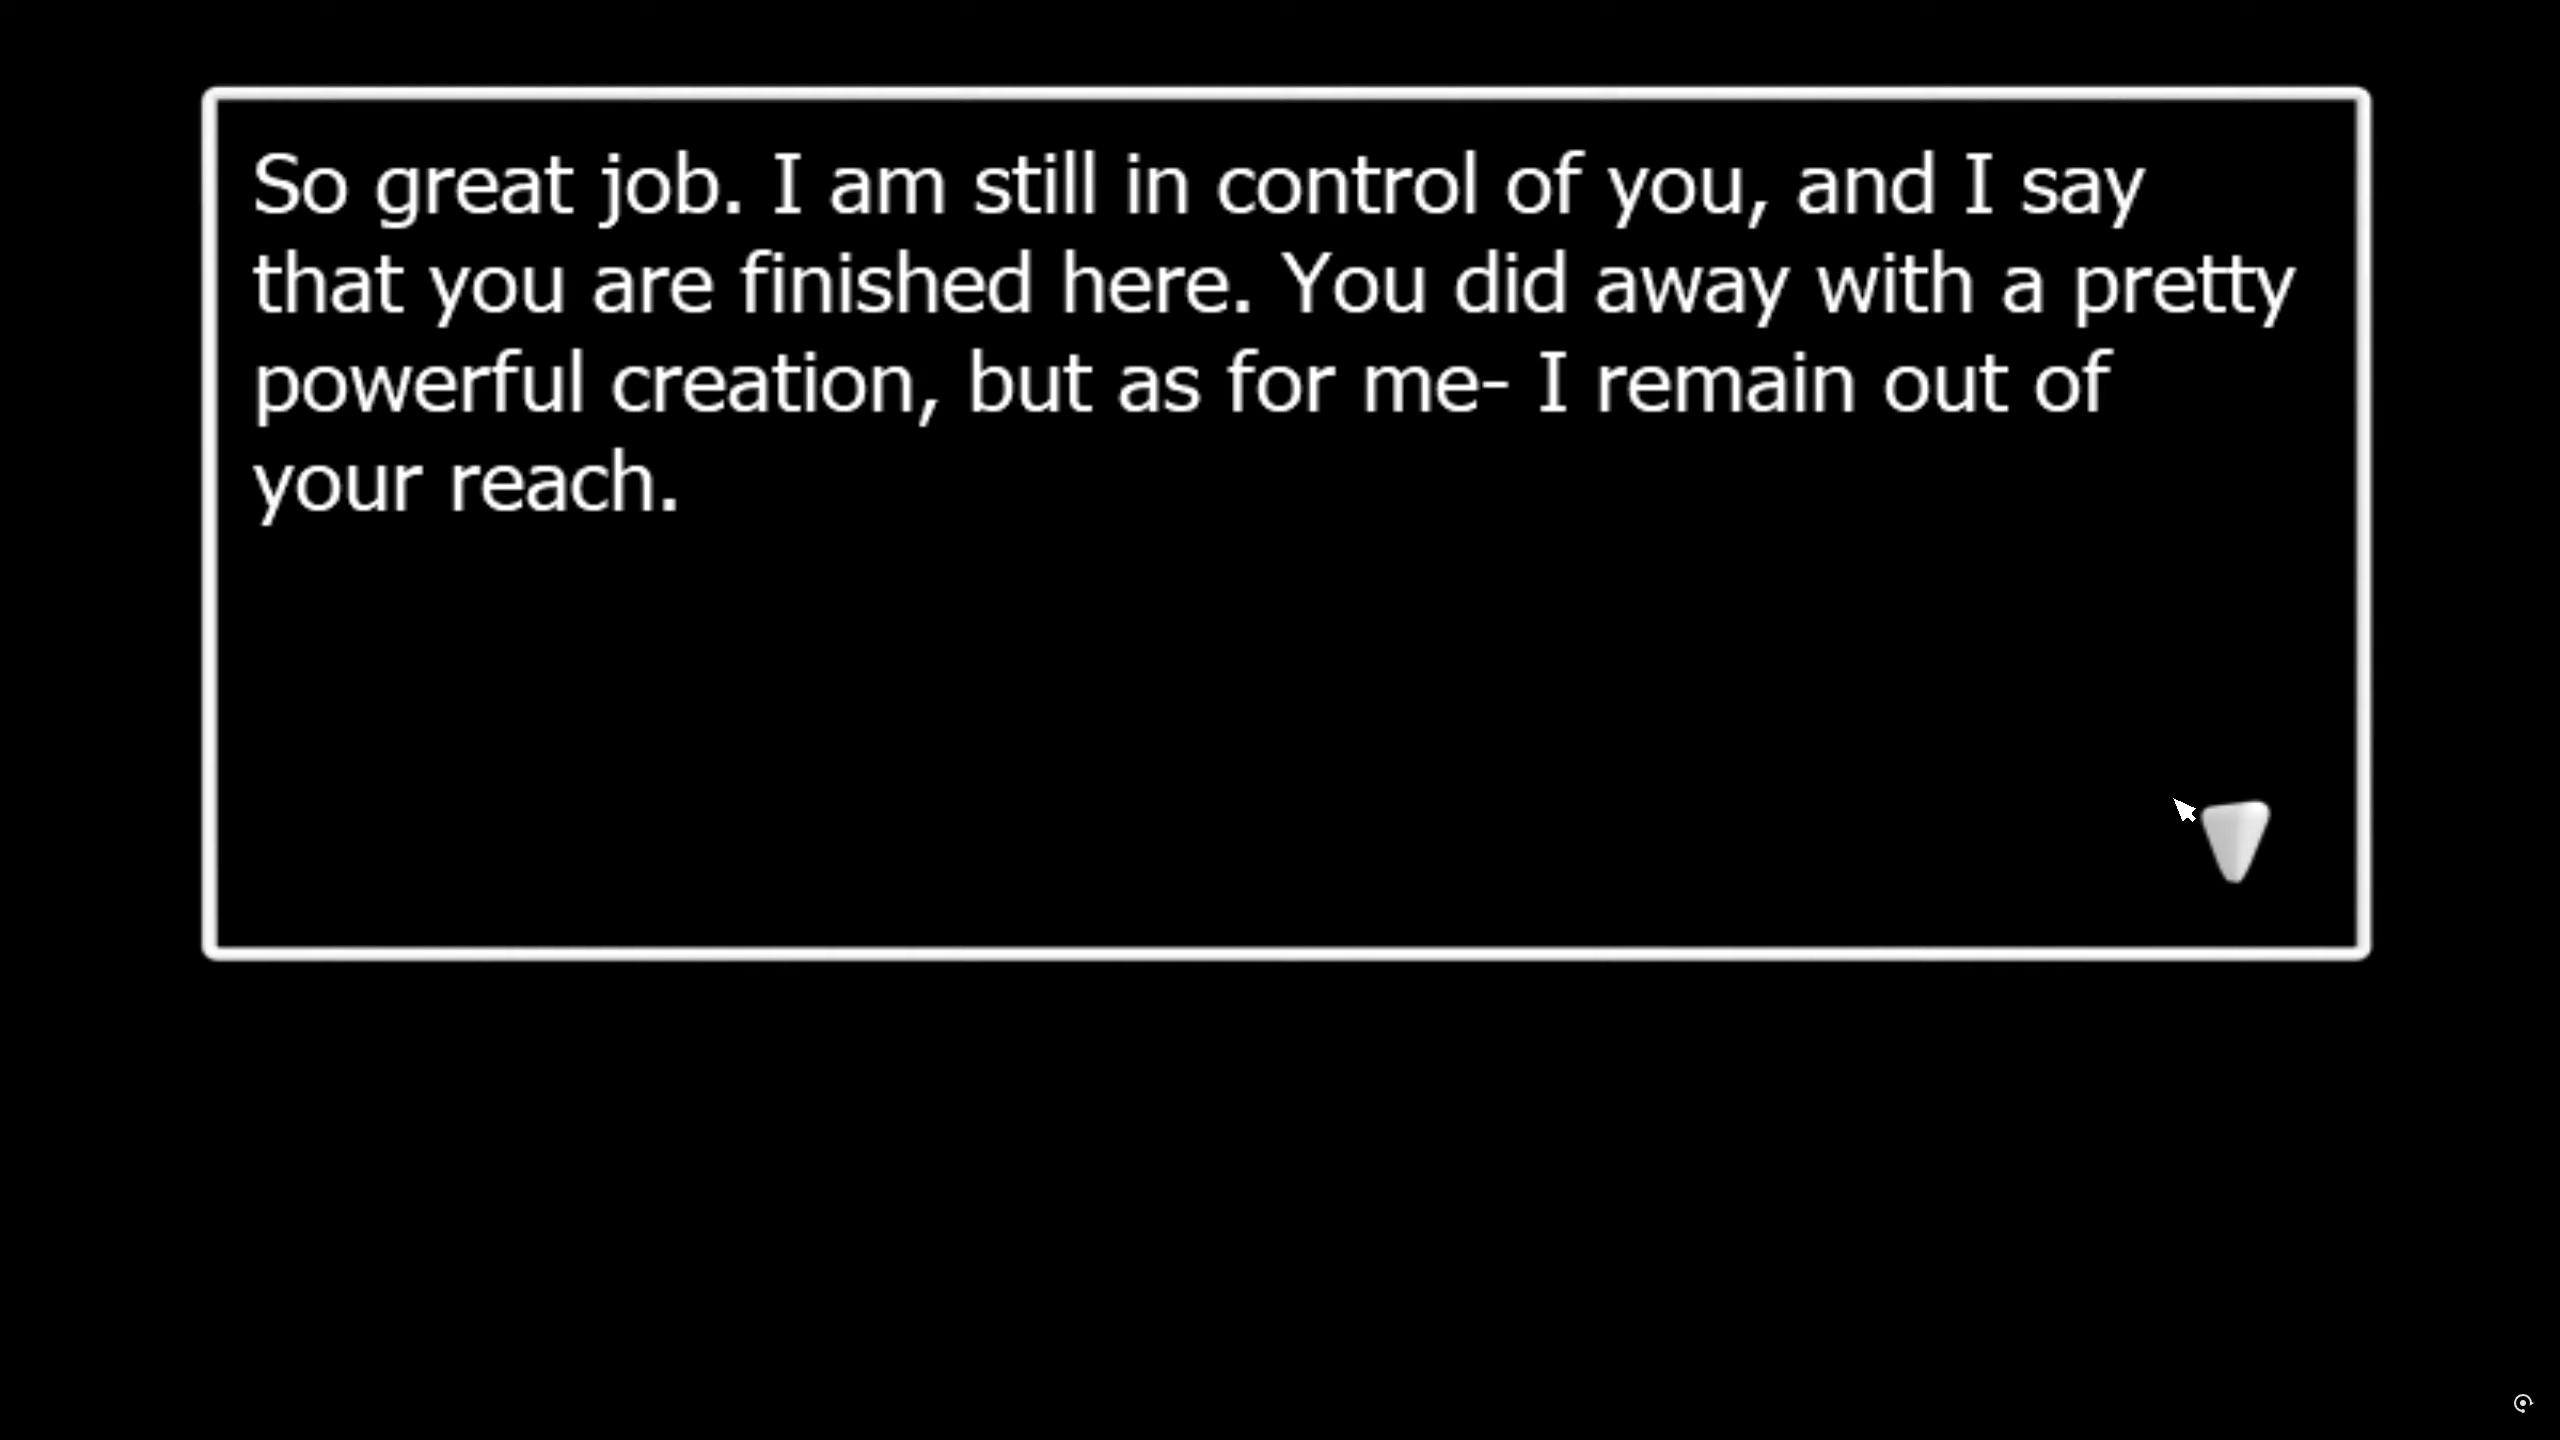 So great job. I am still in control of you, and I say
that you are finished here. You did away with a pretty
powerful creation, but as for me- I remain out of
your reach.